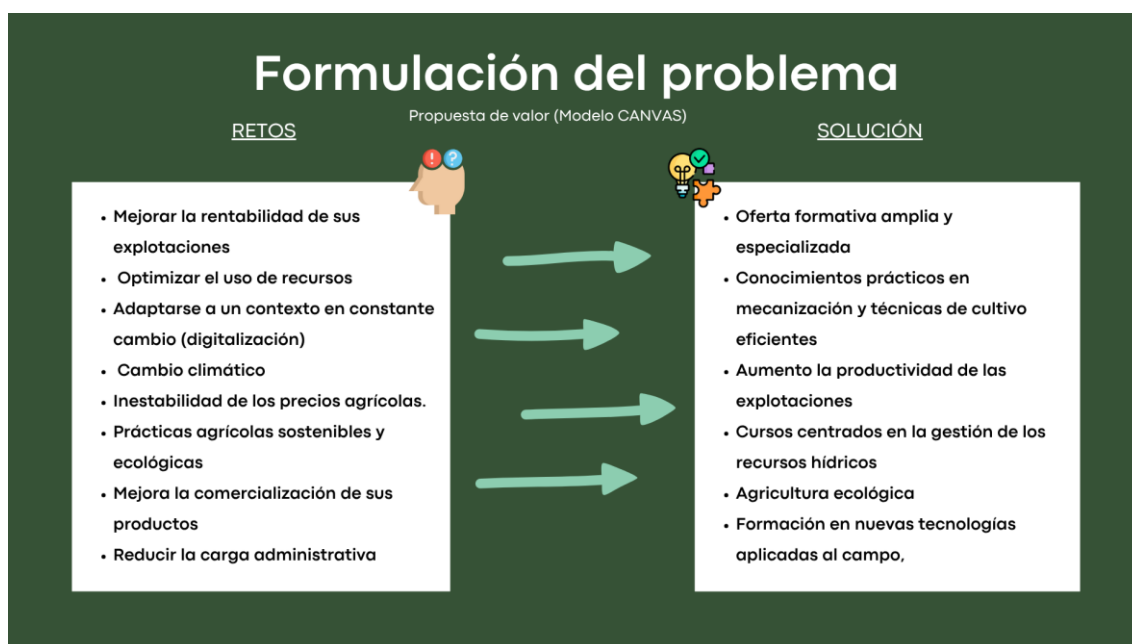 Formulación del problema
Propuesta de valor (Modelo CANVAS)
RETOS
• Mejorar la rentabilidad de sus
explotaciones
• Optimizar el uso de recursos
• Adaptarse a un contexto en constante
cambio (digitalización)
• Cambio climático
• Inestabilidad de los precios agrícolas.
• Prácticas agrícolas sostenibles y
ecológicas
• Mejora la comercialización de sus
productos
• Reducir la carga administrativa
SOLUCIÓN
• Oferta formativa amplia y
especializada
• Conocimientos prácticos en
mecanización y técnicas de cultivo
eficientes
• Aumento la productividad de las
explotaciones
• Cursos centrados en la gestión de los
recursos hídricos
• Agricultura ecológica
• Formación en nuevas tecnologías
aplicadas al campo,